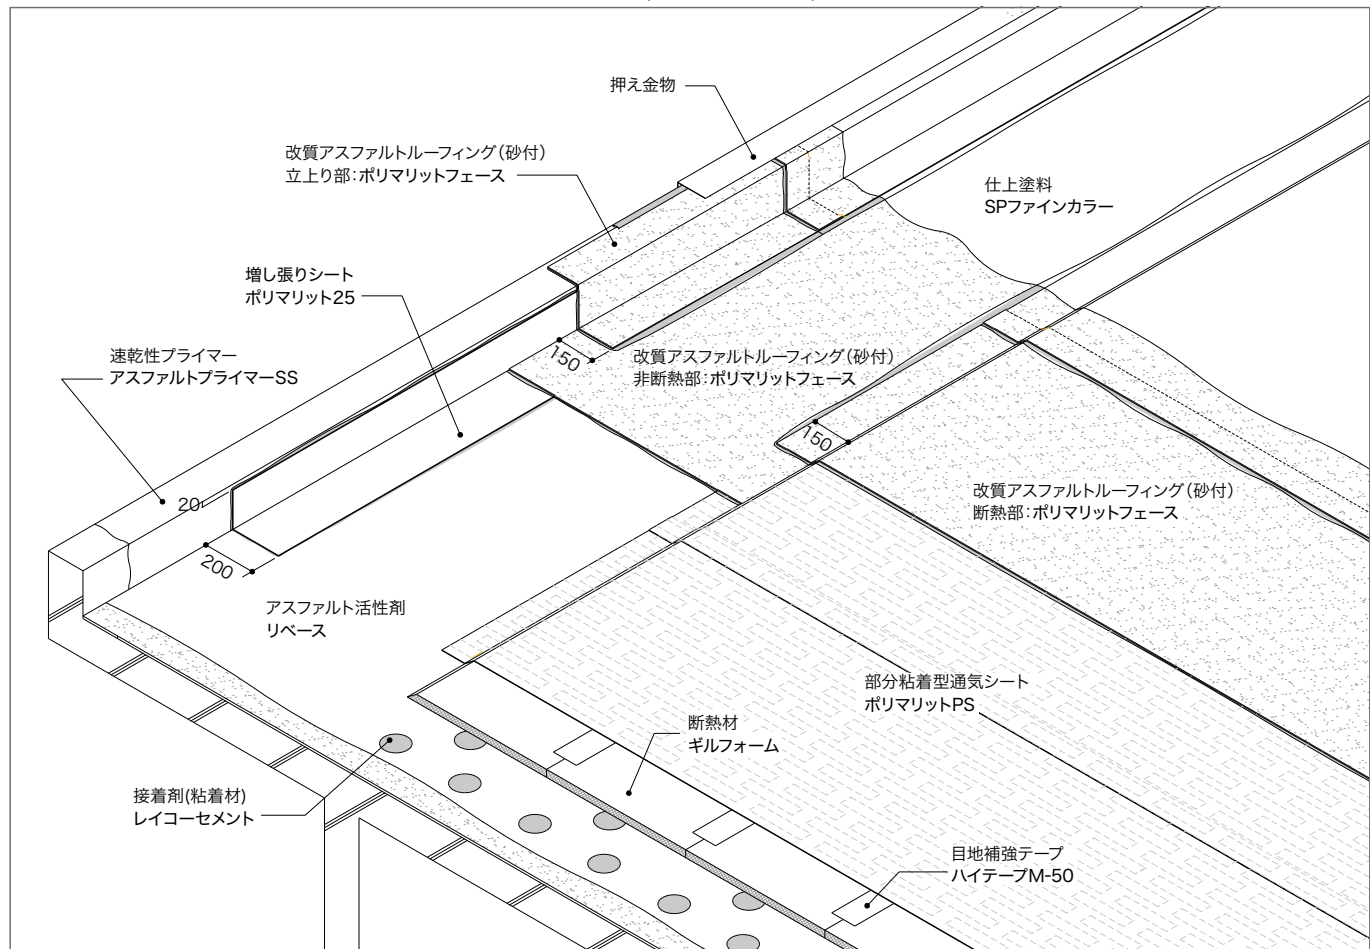 押え金物
改質アスファルトルーフィング(砂付)
立上り部:ポリマリットフェース
仕上塗料
SPファインカラー
増し張りシート
ポリマリット25
速乾性プライマー
アスファルトプライマーSS
150
改質アスファルトルーフィング(砂付)
非断熱部:ポリマリットフェース
150
20
改質アスファルトルーフィング(砂付)
断熱部:ポリマリットフェース
200
アスファルト活性剤
リベース
部分粘着型通気シート
ポリマリットPS
断熱材
ギルフォーム
接着剤(粘着材)
レイコーセメント
目地補強テープ
ハイテープM-50